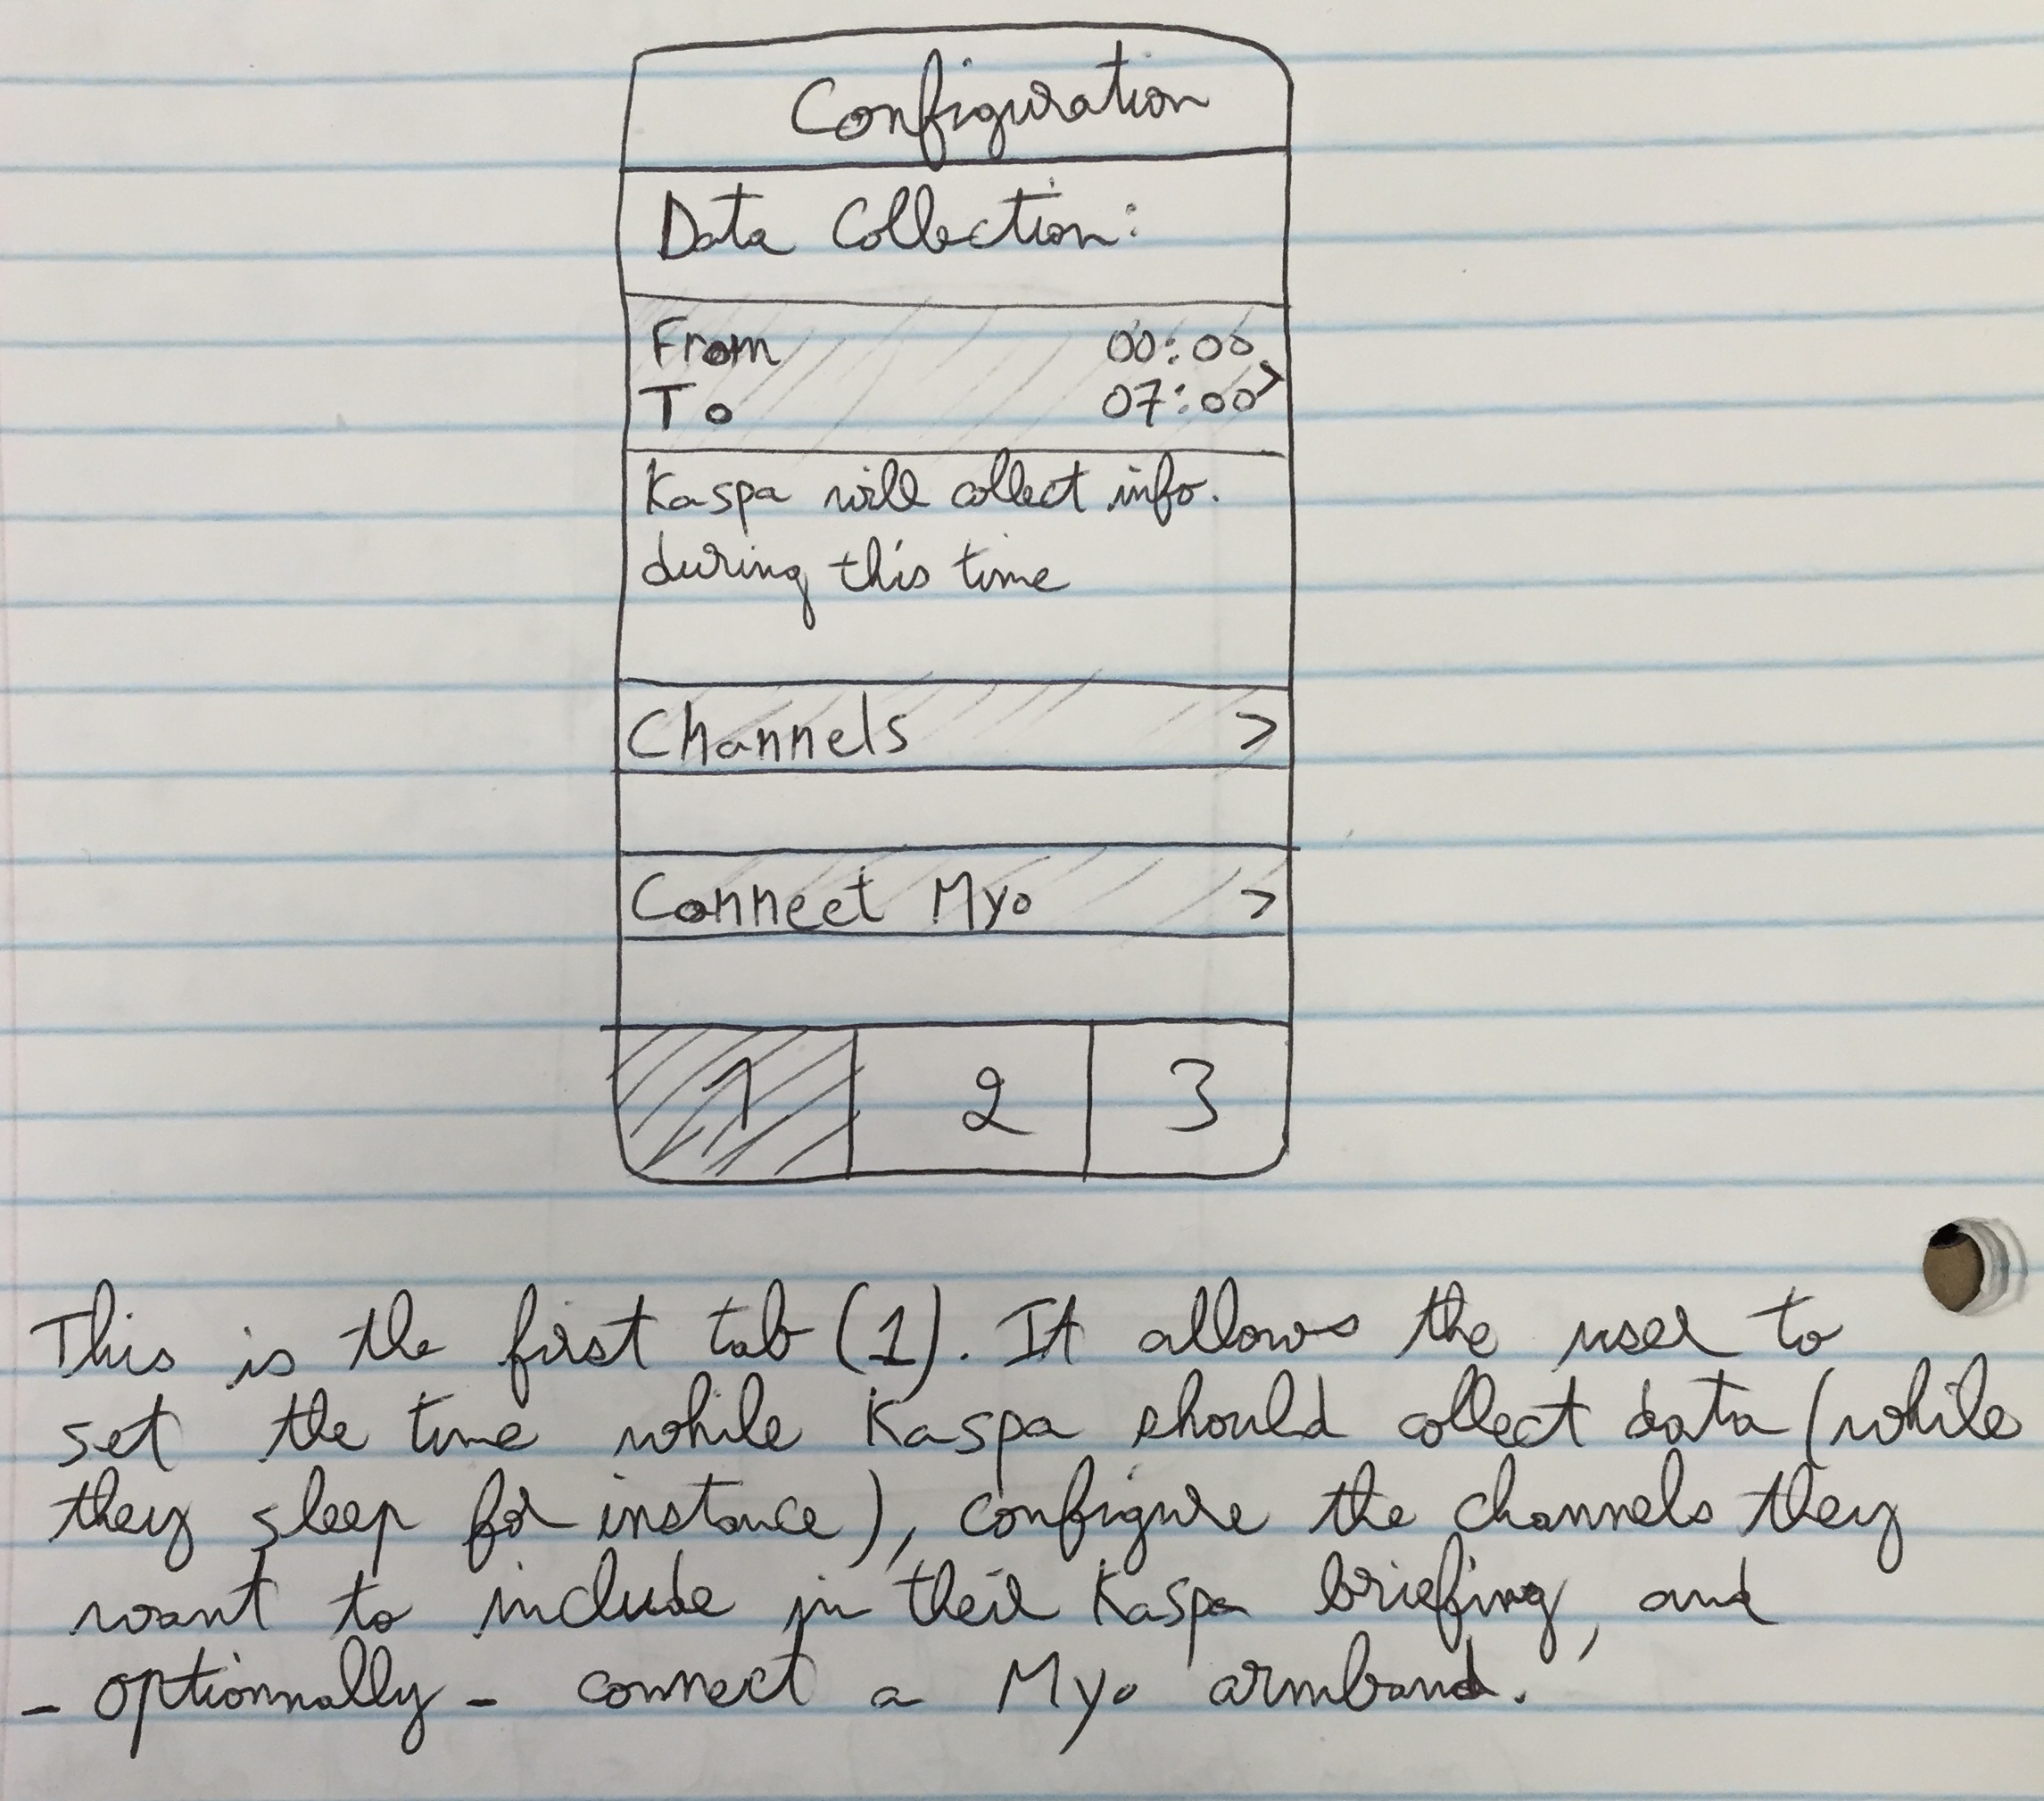 Configuration
Data Collection:
From 00:00
To 07:00 >
Kaspa will collect info.
during this time
Channels >
Connect Myo >
1 2 3
This is the first tab (1). It allows the user to
set the time while Kaspa should collect data (while
they sleep for instance), configure the channels they
want to include in their Kaspa briefing, and
- optionnally - connect a Myo armband.